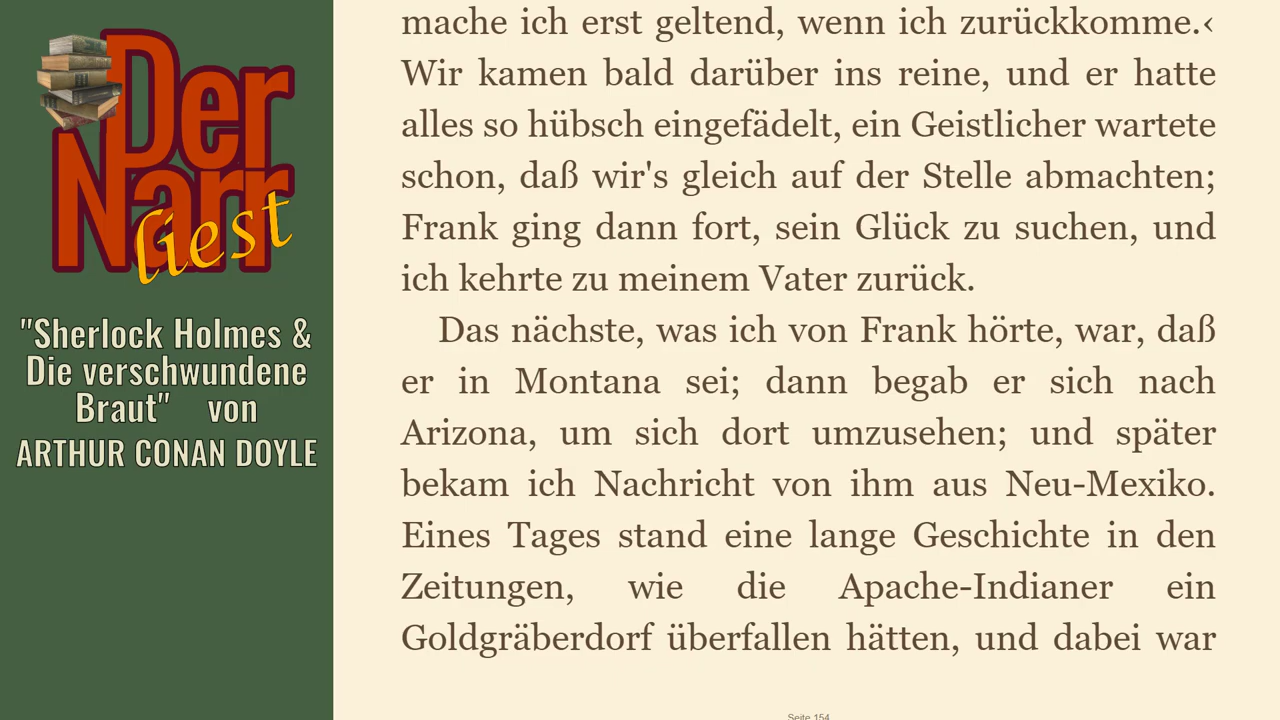 Der
Narr
liest
"Sherlock Holmes &
Die verschwundene
Braut" von
ARTHUR CONAN DOYLE
mache ich erst geltend, wenn ich zurückkomme.‹
Wir kamen bald darüber ins reine, und er hatte
alles so hübsch eingefädelt, ein Geistlicher wartete
schon, daß wir's gleich auf der Stelle abmachten;
Frank ging dann fort, sein Glück zu suchen, und
ich kehrte zu meinem Vater zurück.
Das nächste, was ich von Frank hörte, war, daß
er in Montana sei; dann begab er sich nach
Arizona, um sich dort umzusehen; und später
bekam ich Nachricht von ihm aus Neu-Mexiko.
Eines Tages stand eine lange Geschichte in den
Zeitungen, wie die Apache-Indianer ein
Goldgräberdorf überfallen hätten, und dabei war
Seite 154